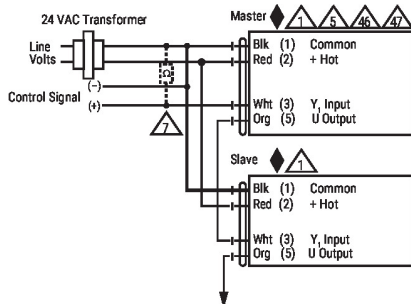 24 VAC Transformer
Master 1 5 46 47
Line
Volts
Blk (1) Common
Red (2) + Hot
Ω
(−)
Control Signal
(+)
Wht (3) Y1 Input
Org (5) U Output
7
Slave 1
Blk (1) Common
Red (2) + Hot
Wht (3) Y1 Input
Org (5) U Output